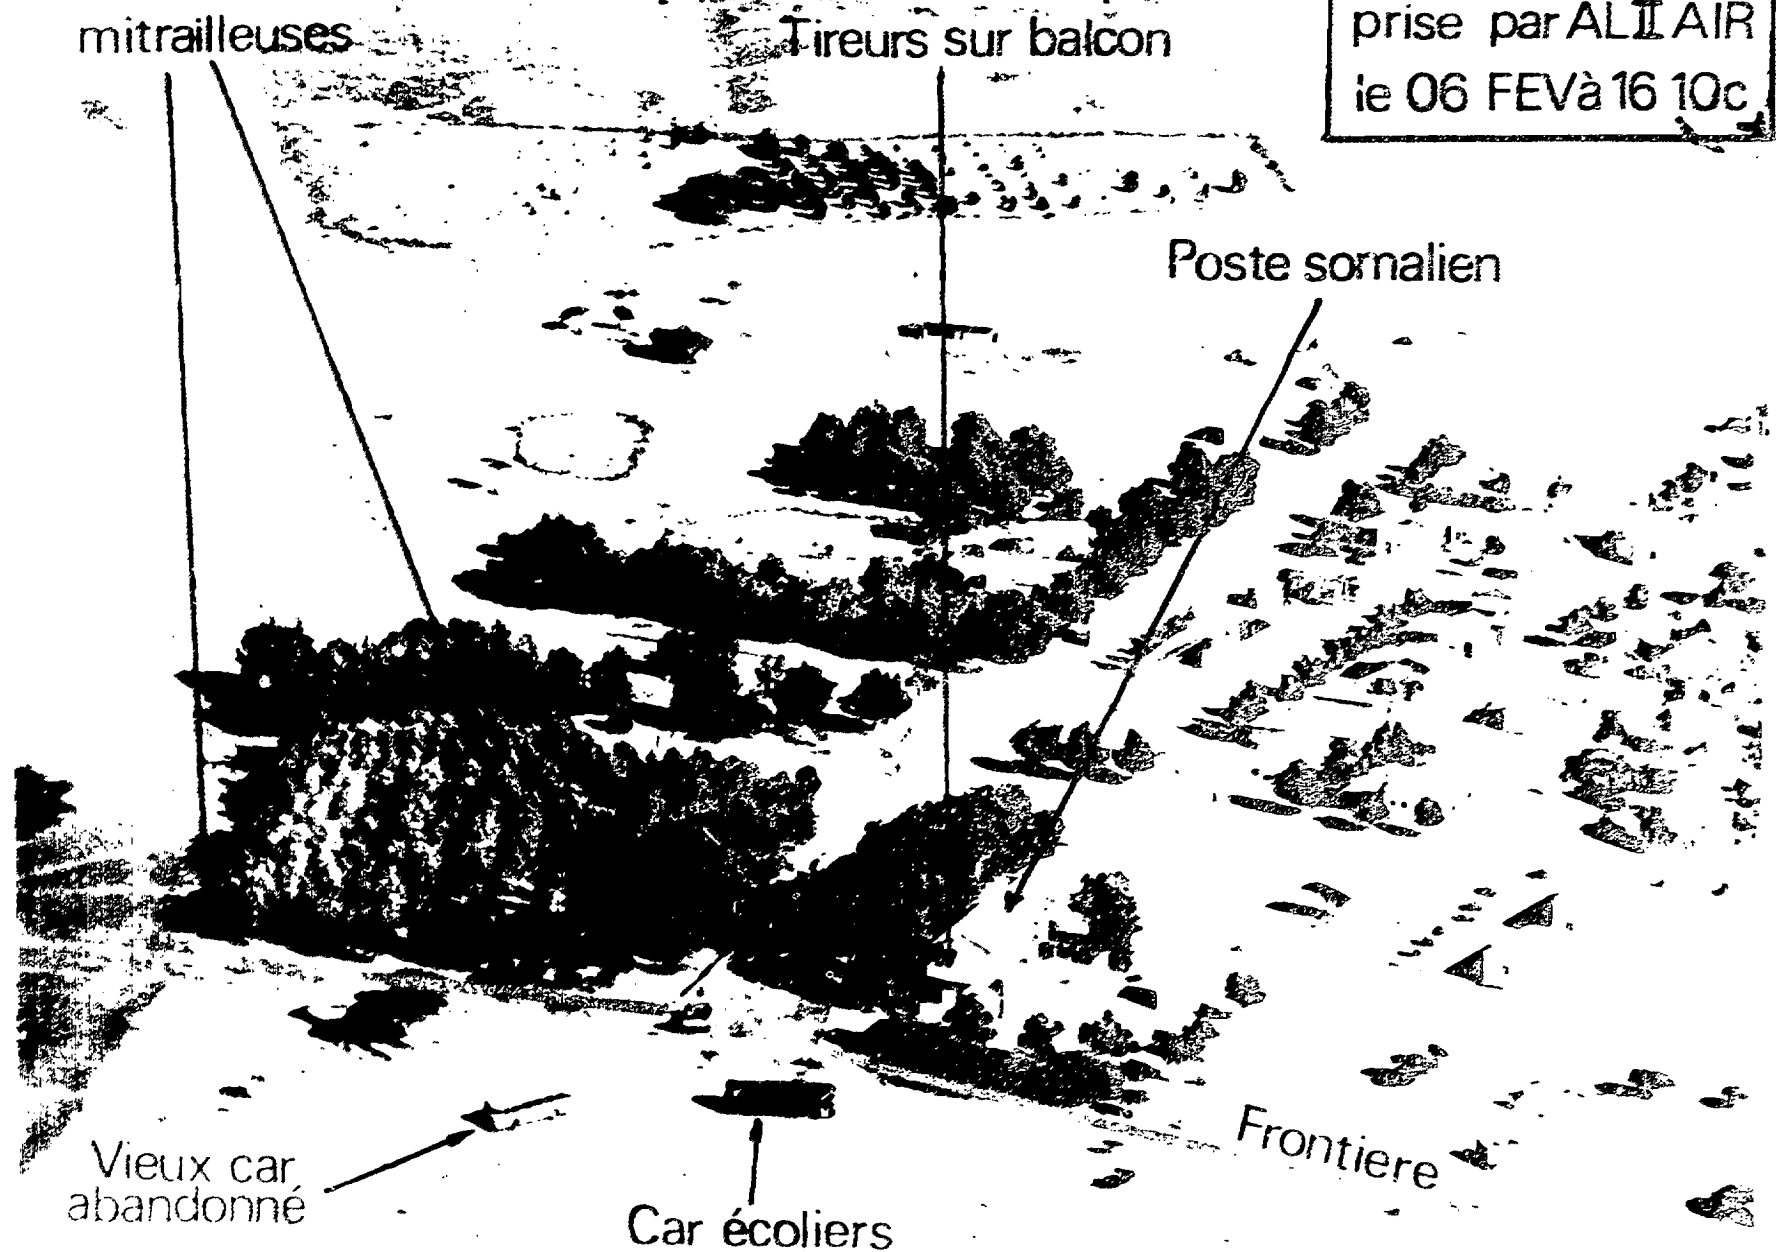 mitrailleuses
Tireurs sur balcon
prise par ALII AIR
le 06 FEV à 16 10c
Poste somalien
Frontiere
Vieux car
abandonné
Car écoliers